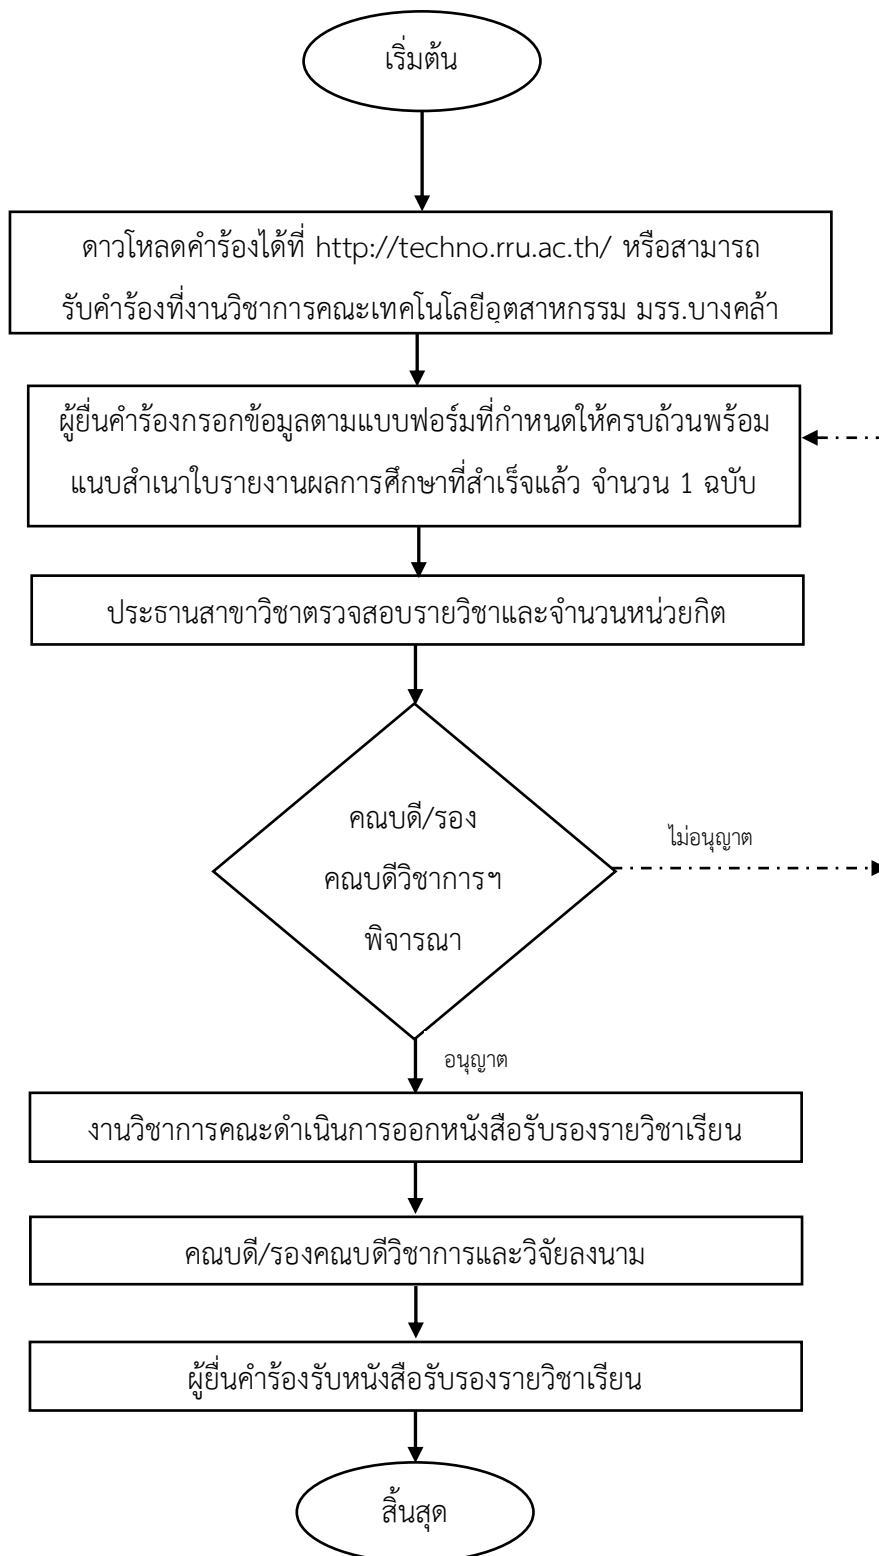 เริ่มต้น
ดาวโหลดคำร้องได้ที่ http://techno.rru.ac.th/ หรือสามารถ
รับคำร้องที่งานวิชาการคณะเทคโนโลยีอุตสาหกรรม มรร.บางคล้า
ผู้ยื่นคำร้องกรอกข้อมูลตามแบบฟอร์มที่กำหนดให้ครบถ้วนพร้อม
แนบสำเนาใบรายงานผลการศึกษาที่สำเร็จแล้ว จำนวน 1 ฉบับ
ประธานสาขาวิชาตรวจสอบรายวิชาและจำนวนหน่วยกิต
คณบดี/รอง
คณบดีวิชาการฯ
พิจารณา
ไม่อนุญาต
อนุญาต
งานวิชาการคณะดำเนินการออกหนังสือรับรองรายวิชาเรียน
คณบดี/รองคณบดีวิชาการและวิจัยลงนาม
ผู้ยื่นคำร้องรับหนังสือรับรองรายวิชาเรียน
สิ้นสุด